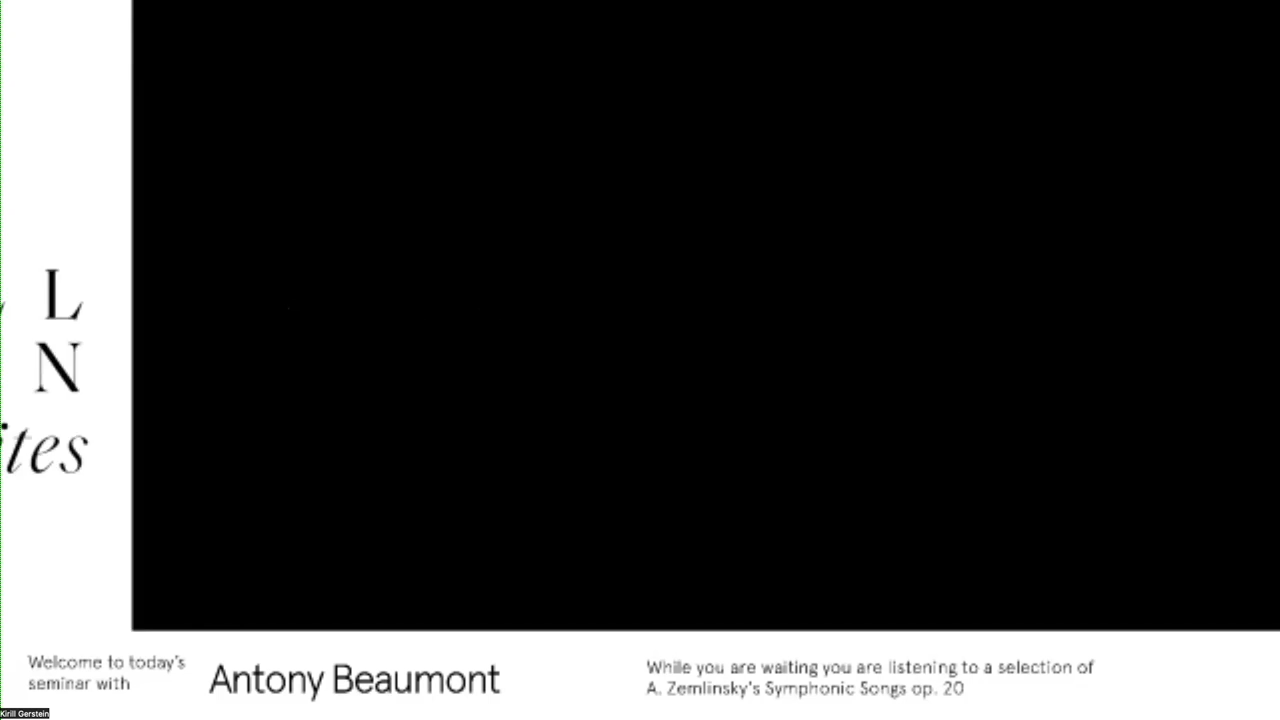 L
N
ites
Welcome to today's
seminar with
Antony Beaumont
While you are waiting you are listening to a selection of
A. Zemlinsky's Symphonic Songs op. 20
Kirill Gerstein